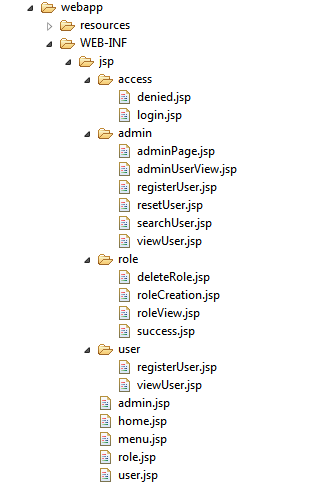 webapp
resources
WEB-INF
jsp
access
denied.jsp
login.jsp
admin
adminPage.jsp
adminUserView.jsp
registerUser.jsp
resetUser.jsp
searchUser.jsp
viewUser.jsp
role
deleteRole.jsp
roleCreation.jsp
roleView.jsp
success.jsp
user
registerUser.jsp
viewUser.jsp
admin.jsp
home.jsp
menu.jsp
role.jsp
user.jsp